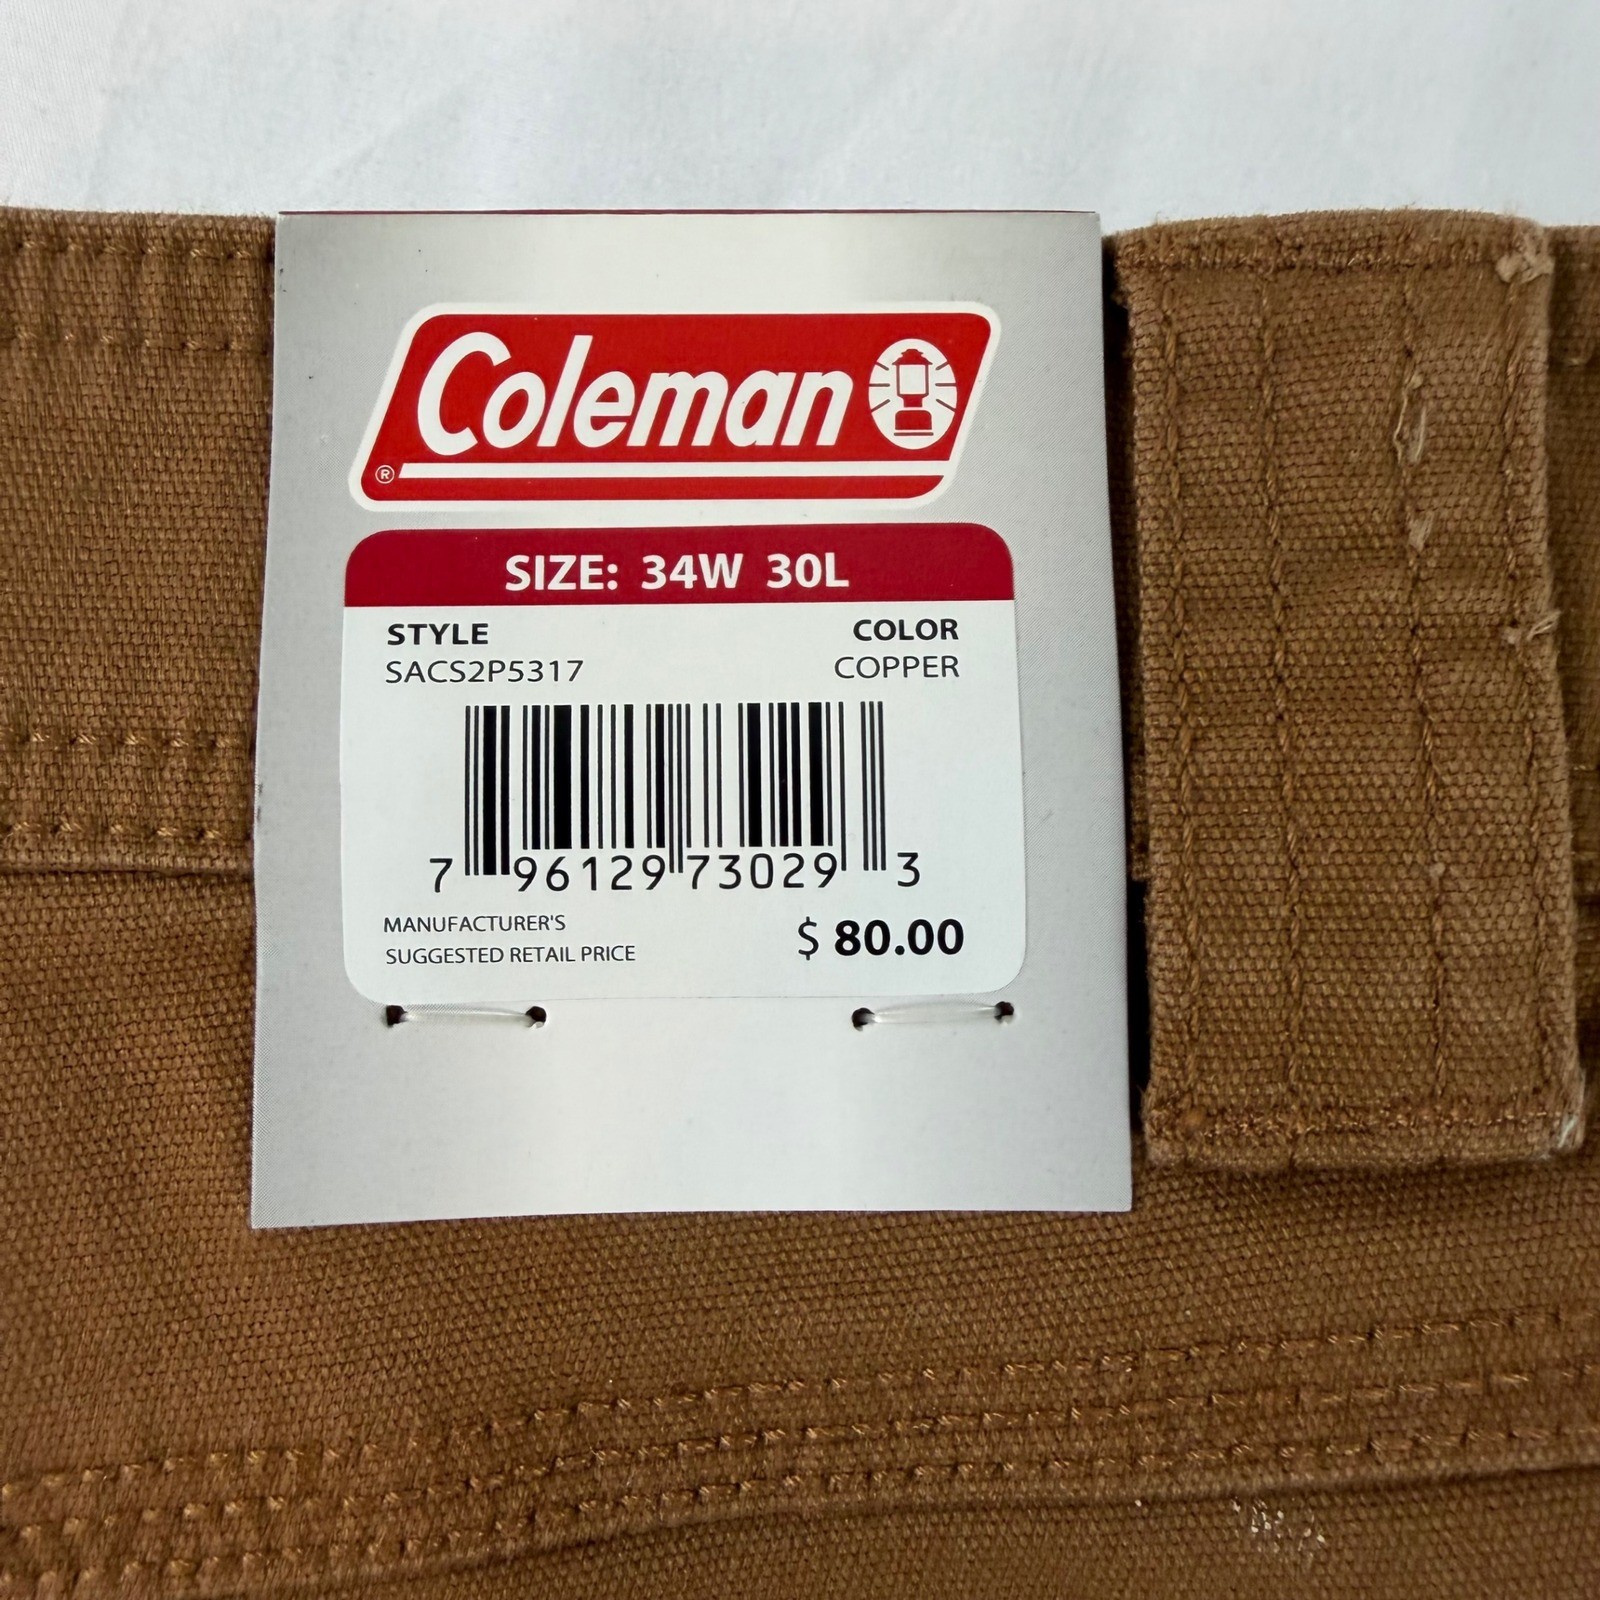 Coleman
®
SIZE: 34W 30L
STYLE COLOR
SACS2P5317 COPPER
7 96129 73029 3
MANUFACTURER'S
SUGGESTED RETAIL PRICE $ 80.00